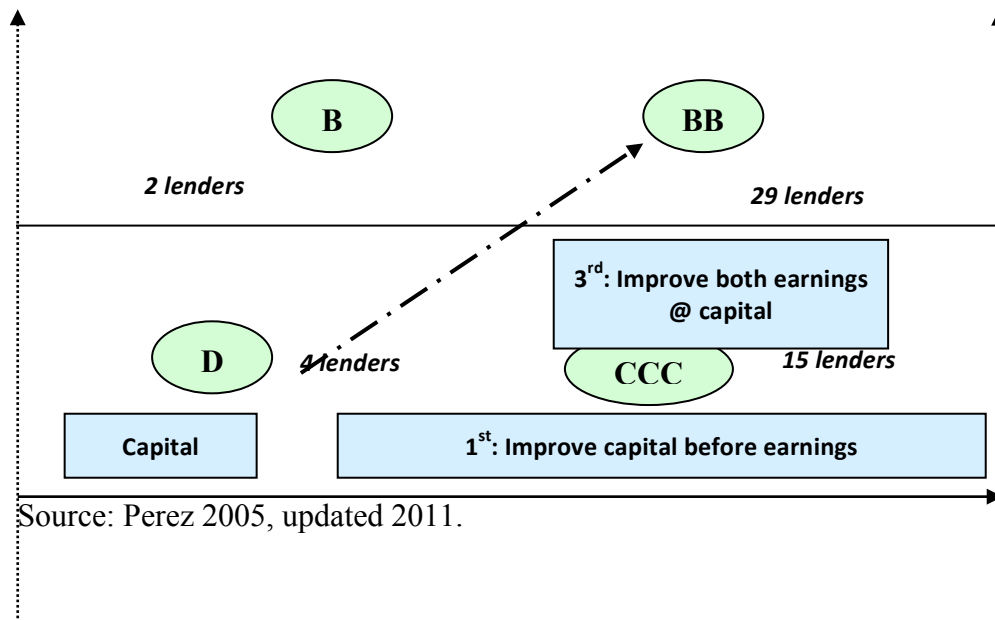 B
BB
2 lenders
29 lenders
3rd: Improve both earnings
@ capital
D
4 lenders
CCC
15 lenders
Capital
1st: Improve capital before earnings
Source: Perez 2005, updated 2011.